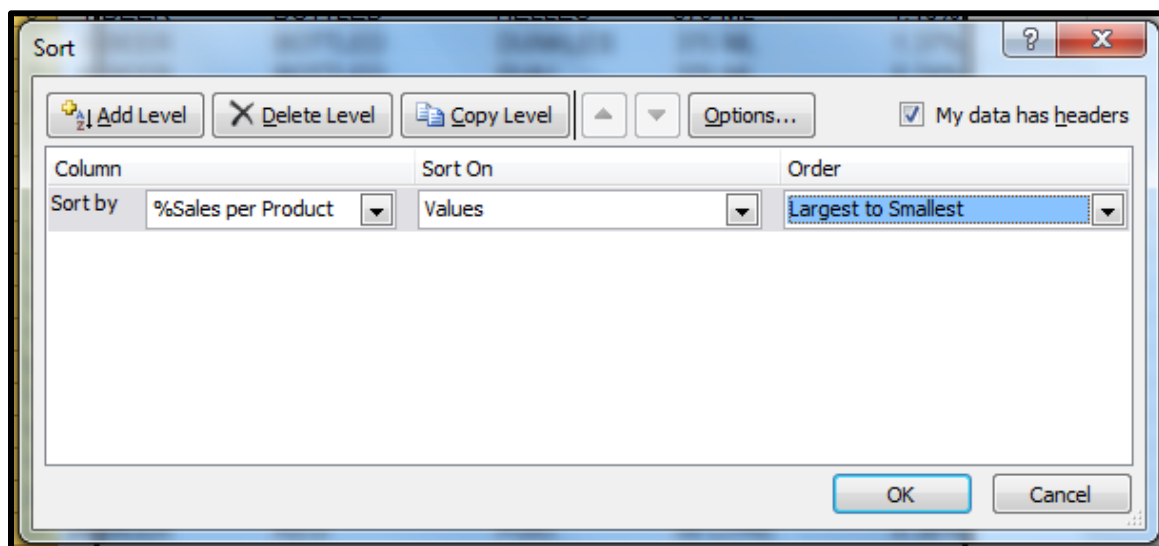 Sort
Add Level Delete Level Copy Level Options... My data has headers
Column Sort On Order
Sort by %Sales per Product Values Largest to Smallest
OK Cancel